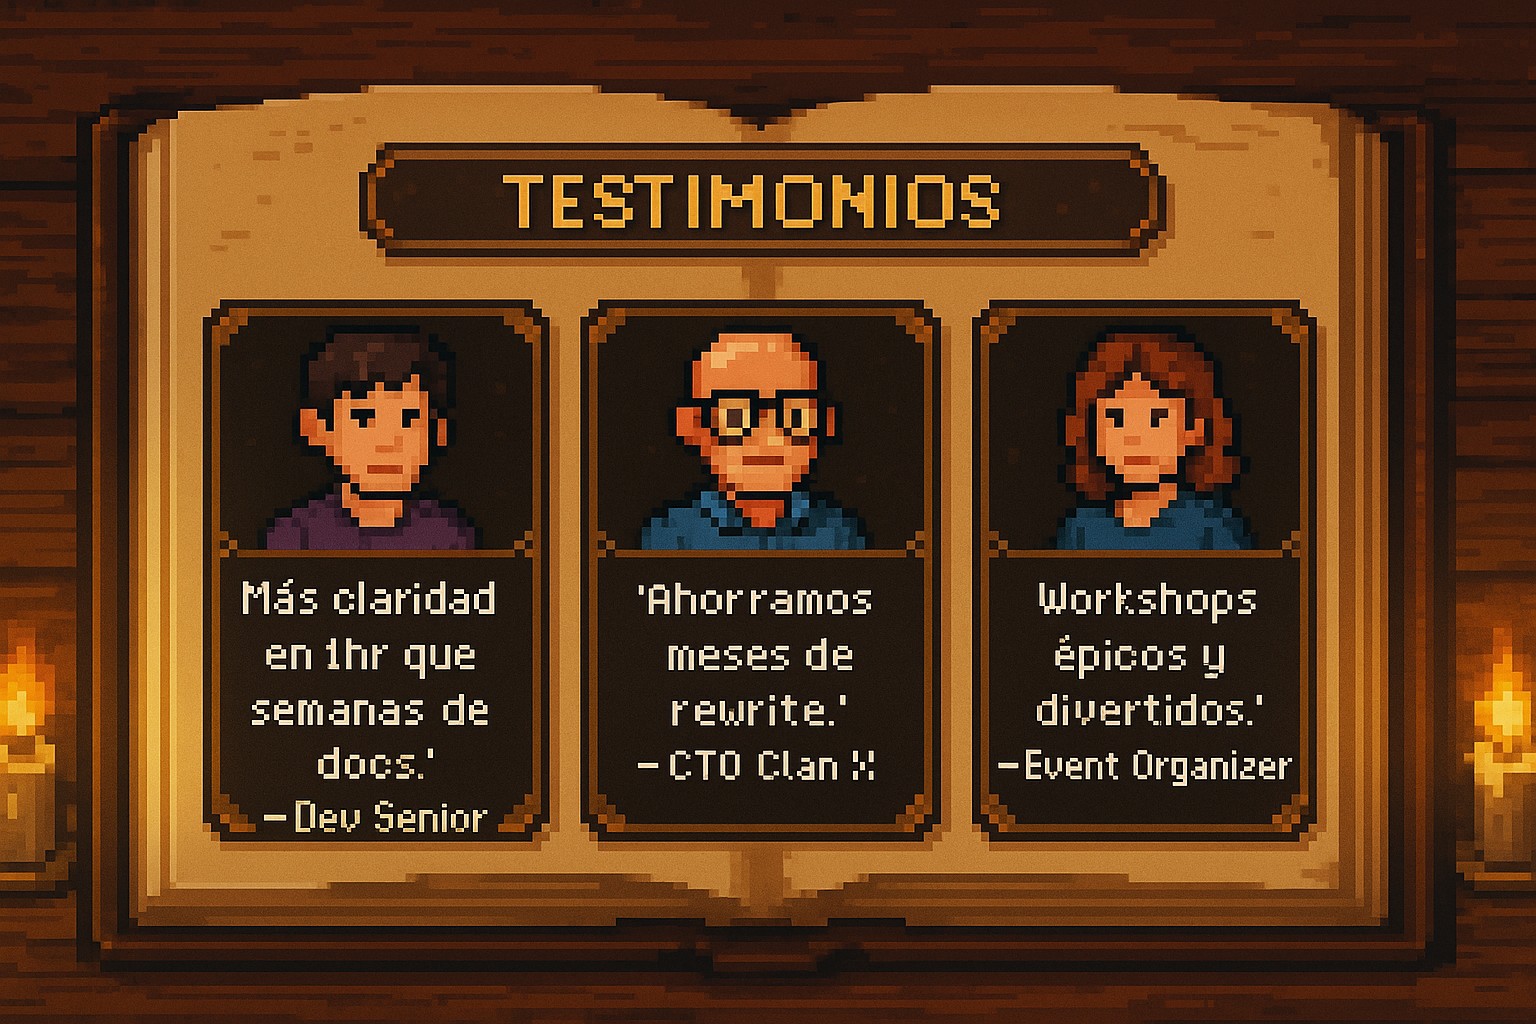 TESTIMONIOS
Más claridad
en 1hr que
semanas de
docs.'
–Dev Senior
'Ahorramos
meses de
rewrite.'
–CTO Clan X
Workshops
épicos y
divertidos.'
–Event Organizer